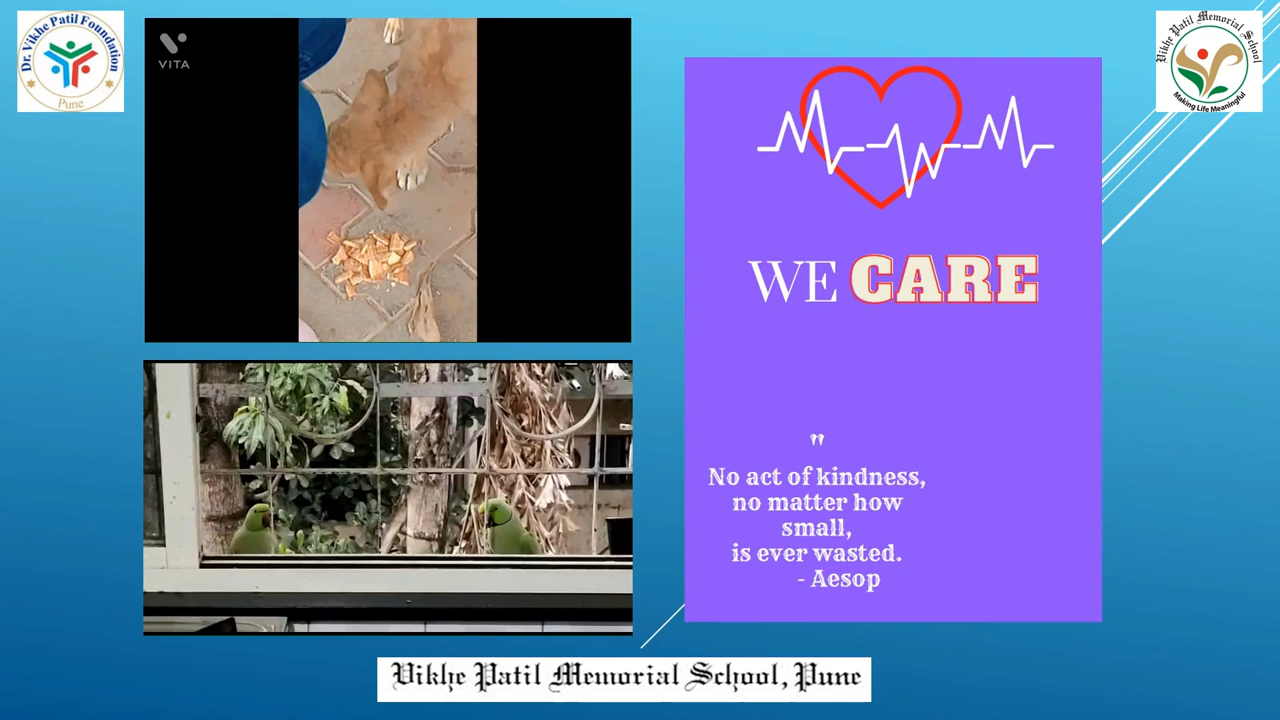 Dr. Vikhe Patil Foundation
Pune
VITA
Vikhe Patil Memorial School
Making Life Meaningful
WE CARE
"
No act of kindness,
no matter how
small,
is ever wasted.
- Aesop
Vikhe Patil Memorial School, Pune